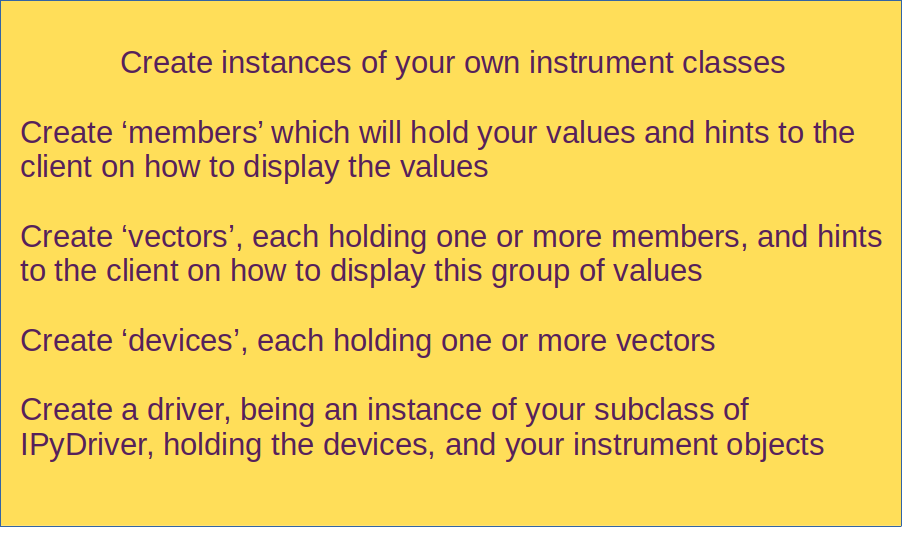 Create instances of your own instrument classes
Create ‘members’ which will hold your values and hints to the
client on how to display the values
Create ‘vectors’, each holding one or more members, and hints
to the client on how to display this group of values
Create ‘devices’, each holding one or more vectors
Create a driver, being an instance of your subclass of
IPyDriver, holding the devices, and your instrument objects